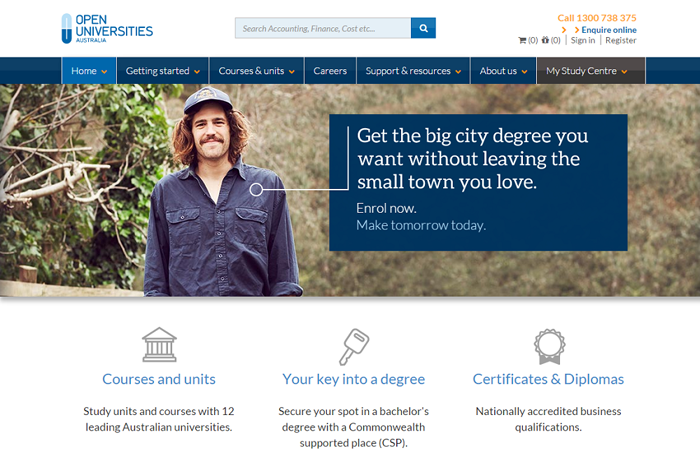 OPEN
UNIVERSITIES
AUSTRALIA
Search Accounting, Finance, Cost etc...
Call 1300 738 375
Enquire online
(0) (0) Sign in Register
Home Getting started Courses & units Careers Support & resources About us My Study Centre
Get the big city degree you
want without leaving the
small town you love.
Enrol now.
Make tomorrow today.
Courses and units Your key into a degree Certificates & Diplomas
Study units and courses with 12
leading Australian universities.
Secure your spot in a bachelor's
degree with a Commonwealth
supported place (CSP).
Nationally accredited business
qualifications.